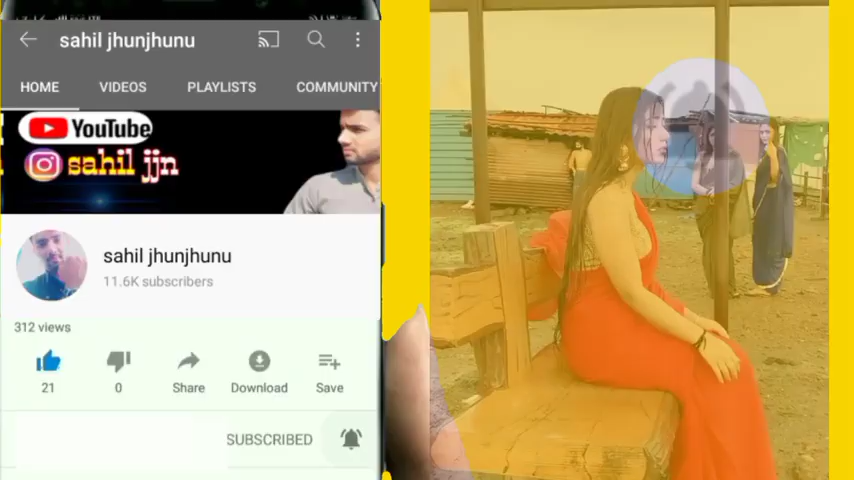 sahil jhunjhunu
HOME VIDEOS PLAYLISTS COMMUNITY
YouTube
sahil jjn
sahil jhunjhunu
11.6K subscribers
312 views
21 0 Share Download Save
SUBSCRIBED